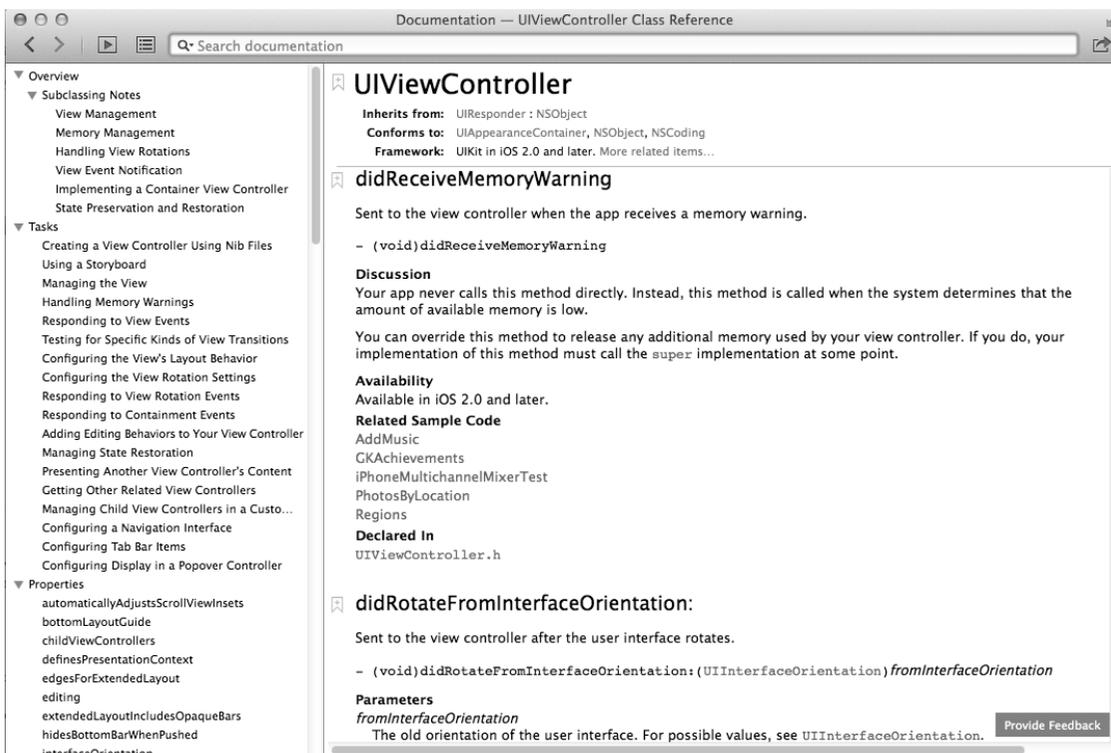 Documentation — UIViewController Class Reference
Search documentation
Overview
Subclassing Notes
View Management
Memory Management
Handling View Rotations
View Event Notification
Implementing a Container View Controller
State Preservation and Restoration
Tasks
Creating a View Controller Using Nib Files
Using a Storyboard
Managing the View
Handling Memory Warnings
Responding to View Events
Testing for Specific Kinds of View Transitions
Configuring the View's Layout Behavior
Configuring the View Rotation Settings
Responding to View Rotation Events
Responding to Containment Events
Adding Editing Behaviors to Your View Controller
Managing State Restoration
Presenting Another View Controller's Content
Getting Other Related View Controllers
Managing Child View Controllers in a Custo...
Configuring a Navigation Interface
Configuring Tab Bar Items
Configuring Display in a Popover Controller
Properties
automaticallyAdjustsScrollViewInsets
bottomLayoutGuide
childViewControllers
definesPresentationContext
edgesForExtendedLayout
editing
extendedLayoutIncludesOpaqueBars
hidesBottomBarWhenPushed
interfaceOrientation
UIViewController
Inherits from: UIResponder : NSObject
Conforms to: UIAppearanceContainer, NSObject, NSCoding
Framework: UIKit in iOS 2.0 and later. More related items...
didReceiveMemoryWarning
Sent to the view controller when the app receives a memory warning.
- (void)didReceiveMemoryWarning
Discussion
Your app never calls this method directly. Instead, this method is called when the system determines that the
amount of available memory is low.
You can override this method to release any additional memory used by your view controller. If you do, your
implementation of this method must call the super implementation at some point.
Availability
Available in iOS 2.0 and later.
Related Sample Code
AddMusic
GKAchievements
iPhoneMultichannelMixerTest
PhotosByLocation
Regions
Declared In
UIViewController.h
didRotateFromInterfaceOrientation:
Sent to the view controller after the user interface rotates.
- (void)didRotateFromInterfaceOrientation:(UIInterfaceOrientation)fromInterfaceOrientation
Parameters
fromInterfaceOrientation
The old orientation of the user interface. For possible values, see UIInterfaceOrientation.
Provide Feedback